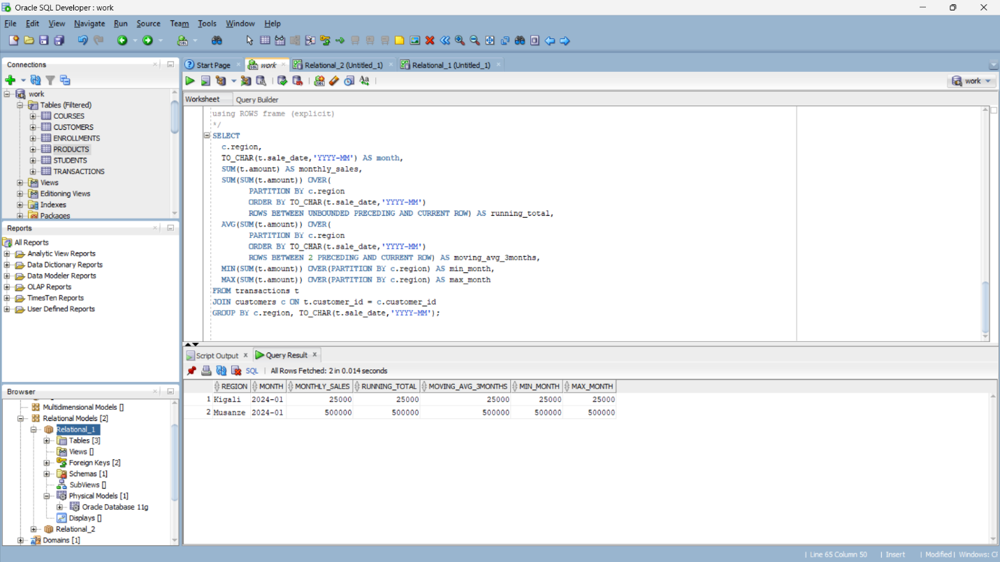 Oracle SQL Developer : work
File Edit View Navigate Run Source Team Tools Window Help
Connections
work
Tables (Filtered)
COURSES
CUSTOMERS
ENROLLMENTS
PRODUCTS
STUDENTS
TRANSACTIONS
Views
Editioning Views
Indexes
Packages
Reports
All Reports
Analytic View Reports
Data Dictionary Reports
Data Modeler Reports
OLAP Reports
TimesTen Reports
User Defined Reports
Browser
Multidimensional Models []
Relational Models [2]
Relational_1
Tables [3]
Views []
Foreign Keys [2]
Schemas [1]
SubViews []
Physical Models [1]
Oracle Database 11g
Displays []
Relational_2
Domains [1]
Start Page work Relational_2 (Untitled_1) Relational_1 (Untitled_1)
work
Worksheet Query Builder
using ROWS frame (explicit)
*/
SELECT
c.region,
TO_CHAR(t.sale_date,'YYYY-MM') AS month,
SUM(t.amount) AS monthly_sales,
SUM(SUM(t.amount)) OVER(
PARTITION BY c.region
ORDER BY TO_CHAR(t.sale_date,'YYYY-MM')
ROWS BETWEEN UNBOUNDED PRECEDING AND CURRENT ROW) AS running_total,
AVG(SUM(t.amount)) OVER(
PARTITION BY c.region
ORDER BY TO_CHAR(t.sale_date,'YYYY-MM')
ROWS BETWEEN 2 PRECEDING AND CURRENT ROW) AS moving_avg_3months,
MIN(SUM(t.amount)) OVER(PARTITION BY c.region) AS min_month,
MAX(SUM(t.amount)) OVER(PARTITION BY c.region) AS max_month
FROM transactions t
JOIN customers c ON t.customer_id = c.customer_id
GROUP BY c.region, TO_CHAR(t.sale_date,'YYYY-MM');
Script Output Query Result
SQL All Rows Fetched: 2 in 0.014 seconds
REGION MONTH MONTHLY_SALES RUNNING_TOTAL MOVING_AVG_3MONTHS MIN_MONTH MAX_MONTH
1 Kigali 2024-01 25000 25000 25000 25000 25000
2 Musanze 2024-01 500000 500000 500000 500000 500000
Line 65 Column 50 Insert Modified Windows: C